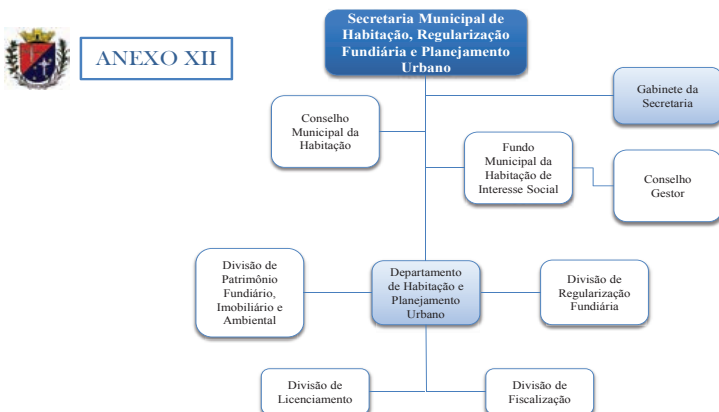 ANEXO XII
Secretaria Municipal de
Habitação, Regularização
Fundiária e Planejamento
Urbano
Gabinete da
Secretaria
Conselho
Municipal da
Habitação
Fundo
Municipal da
Habitação de
Interesse Social
Conselho
Gestor
Divisão de
Patrimônio
Fundiário,
Imobiliário e
Ambiental
Departamento
de Habitação e
Planejamento
Urbano
Divisão de
Regularização
Fundiária
Divisão de
Licenciamento
Divisão de
Fiscalização